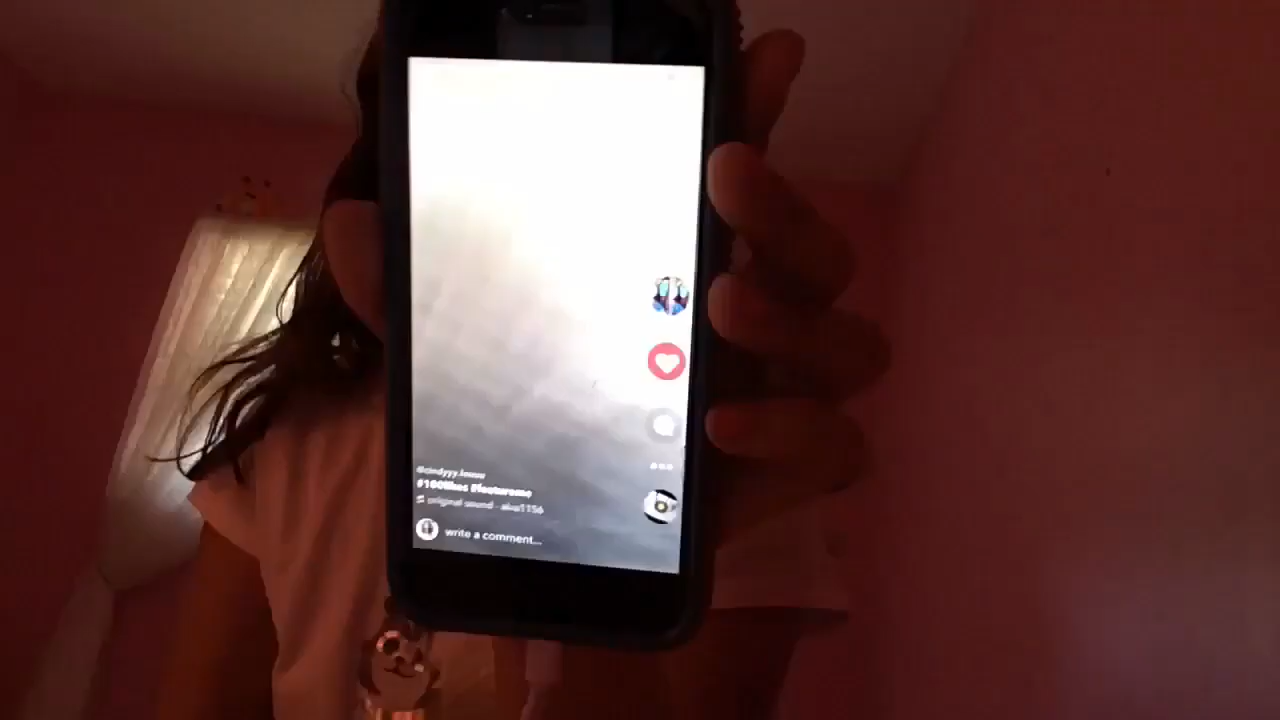 #100likes #featureme
original sound -
write a comment...